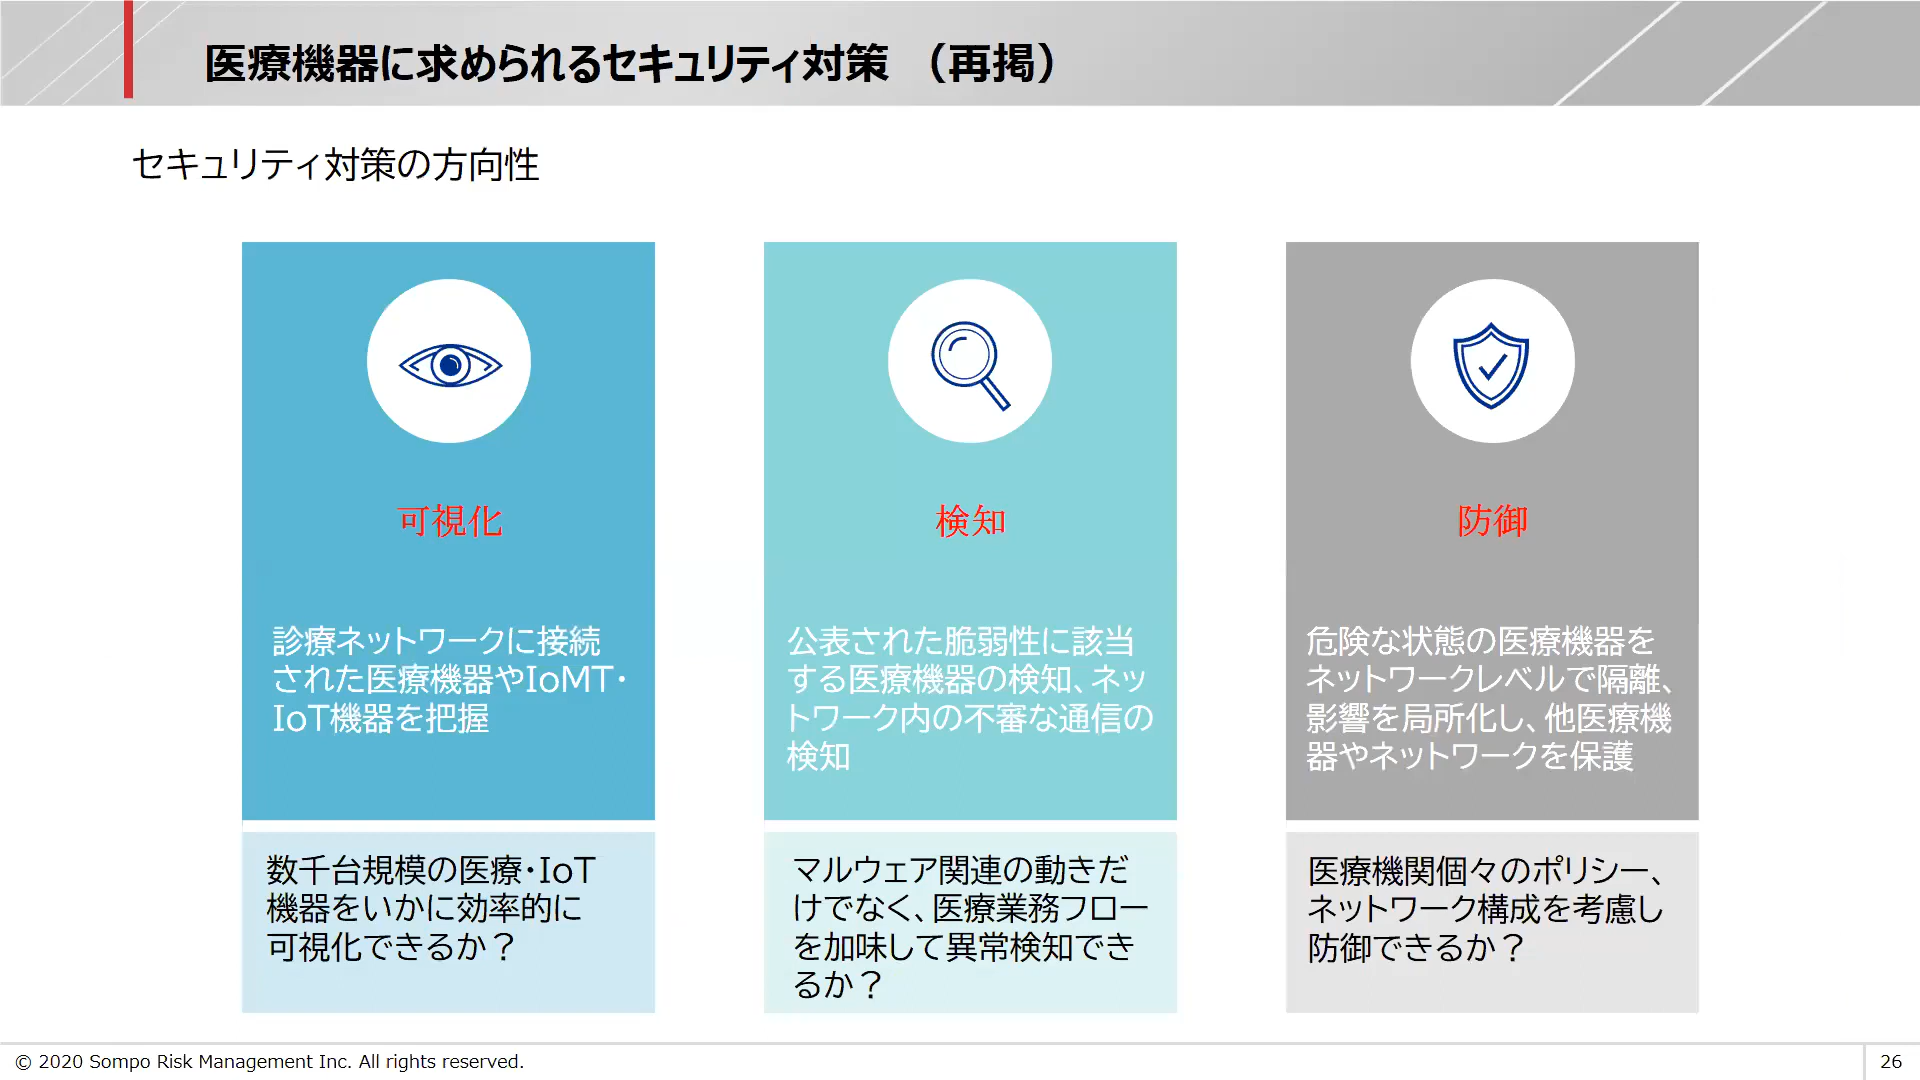 医療機器に求められるセキュリティ対策 （再掲）
セキュリティ対策の方向性
可視化
診療ネットワークに接続
された医療機器やIoMT・
IoT機器を把握
数千台規模の医療・IoT
機器をいかに効率的に
可視化できるか？
検知
公表された脆弱性に該当
する医療機器の検知、ネッ
トワーク内の不審な通信の
検知
マルウェア関連の動きだ
けでなく、医療業務フロー
を加味して異常検知でき
るか？
防御
危険な状態の医療機器を
ネットワークレベルで隔離、
影響を局所化し、他医療機
器やネットワークを保護
医療機関個々のポリシー、
ネットワーク構成を考慮し
防御できるか？
© 2020 Sompo Risk Management Inc. All rights reserved.
26